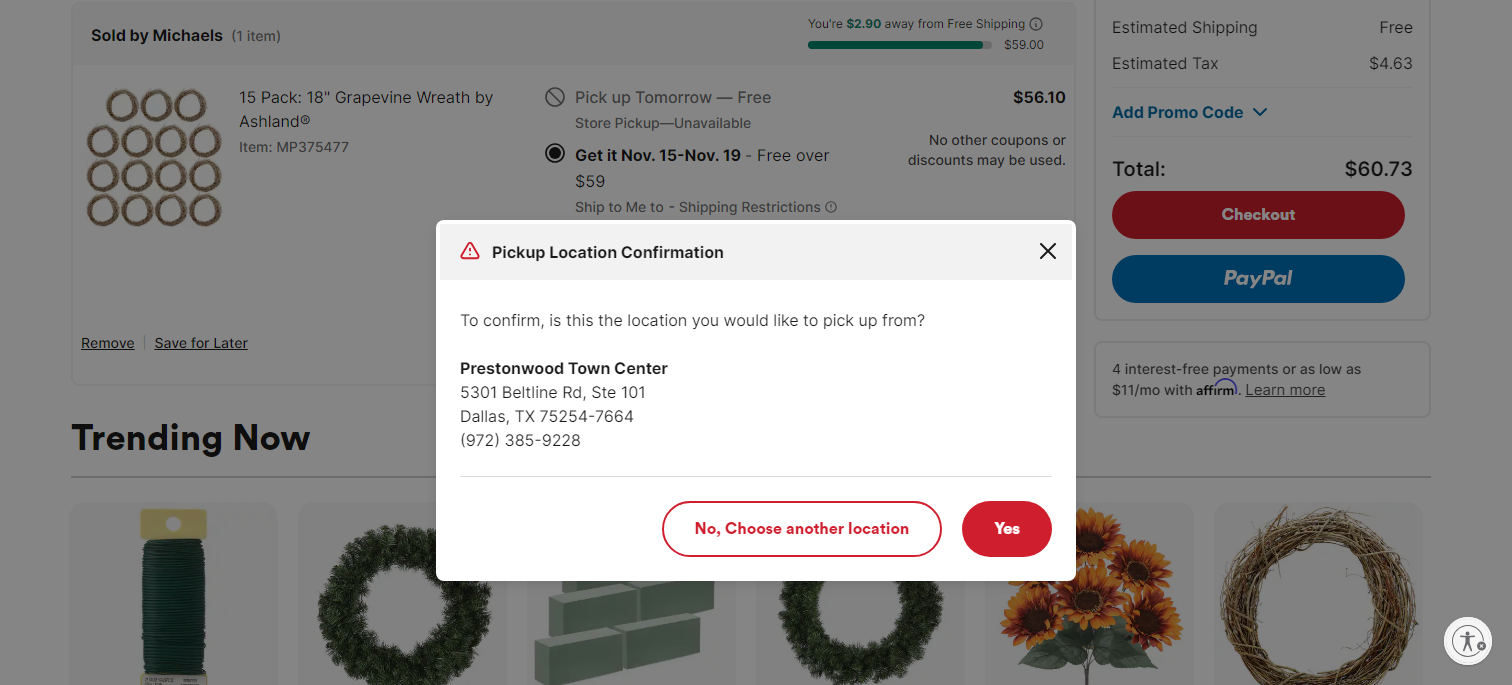 Sold by Michaels (1 item)
You're $2.90 away from Free Shipping
$59.00
15 Pack: 18" Grapevine Wreath by
Ashland®
Item: MP375477
Pick up Tomorrow — Free
Store Pickup—Unavailable
Get it Nov. 15-Nov. 19 - Free over
$59
Ship to Me to - Shipping Restrictions
$56.10
No other coupons or
discounts may be used.
Remove
Save for Later
Estimated Shipping Free
Estimated Tax $4.63
Add Promo Code
Total: $60.73
Checkout
PayPal
4 interest-free payments or as low as
$11/mo with affirm. Learn more
Pickup Location Confirmation
To confirm, is this the location you would like to pick up from?
Prestonwood Town Center
5301 Beltline Rd, Ste 101
Dallas, TX 75254-7664
(972) 385-9228
No, Choose another location
Yes
Trending Now